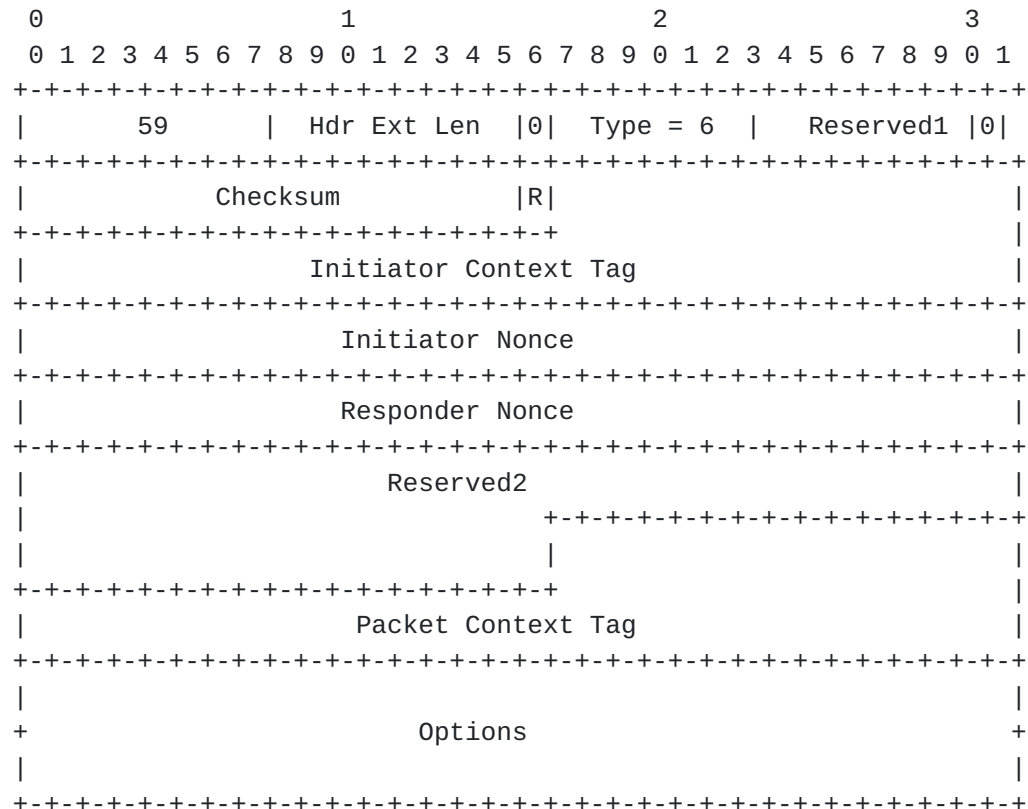 0                   1                   2                   3
 0 1 2 3 4 5 6 7 8 9 0 1 2 3 4 5 6 7 8 9 0 1 2 3 4 5 6 7 8 9 0 1
+-+-+-+-+-+-+-+-+-+-+-+-+-+-+-+-+-+-+-+-+-+-+-+-+-+-+-+-+-+-+-+-+
|       59      |  Hdr Ext Len  |0|  Type = 6   |   Reserved1 |0|
+-+-+-+-+-+-+-+-+-+-+-+-+-+-+-+-+-+-+-+-+-+-+-+-+-+-+-+-+-+-+-+-+
|            Checksum           |R|                             |
+-+-+-+-+-+-+-+-+-+-+-+-+-+-+-+-+-+                             |
|                  Initiator Context Tag                        |
+-+-+-+-+-+-+-+-+-+-+-+-+-+-+-+-+-+-+-+-+-+-+-+-+-+-+-+-+-+-+-+-+
|                    Initiator Nonce                            |
+-+-+-+-+-+-+-+-+-+-+-+-+-+-+-+-+-+-+-+-+-+-+-+-+-+-+-+-+-+-+-+-+
|                    Responder Nonce                            |
+-+-+-+-+-+-+-+-+-+-+-+-+-+-+-+-+-+-+-+-+-+-+-+-+-+-+-+-+-+-+-+-+
|                       Reserved2                               |
|                                 +-+-+-+-+-+-+-+-+-+-+-+-+-+-+-+
|                                 |                             |
+-+-+-+-+-+-+-+-+-+-+-+-+-+-+-+-+-+                             |
|                     Packet Context Tag                        |
+-+-+-+-+-+-+-+-+-+-+-+-+-+-+-+-+-+-+-+-+-+-+-+-+-+-+-+-+-+-+-+-+
|                                                               |
+                         Options                               +
|                                                               |
+-+-+-+-+-+-+-+-+-+-+-+-+-+-+-+-+-+-+-+-+-+-+-+-+-+-+-+-+-+-+-+-+